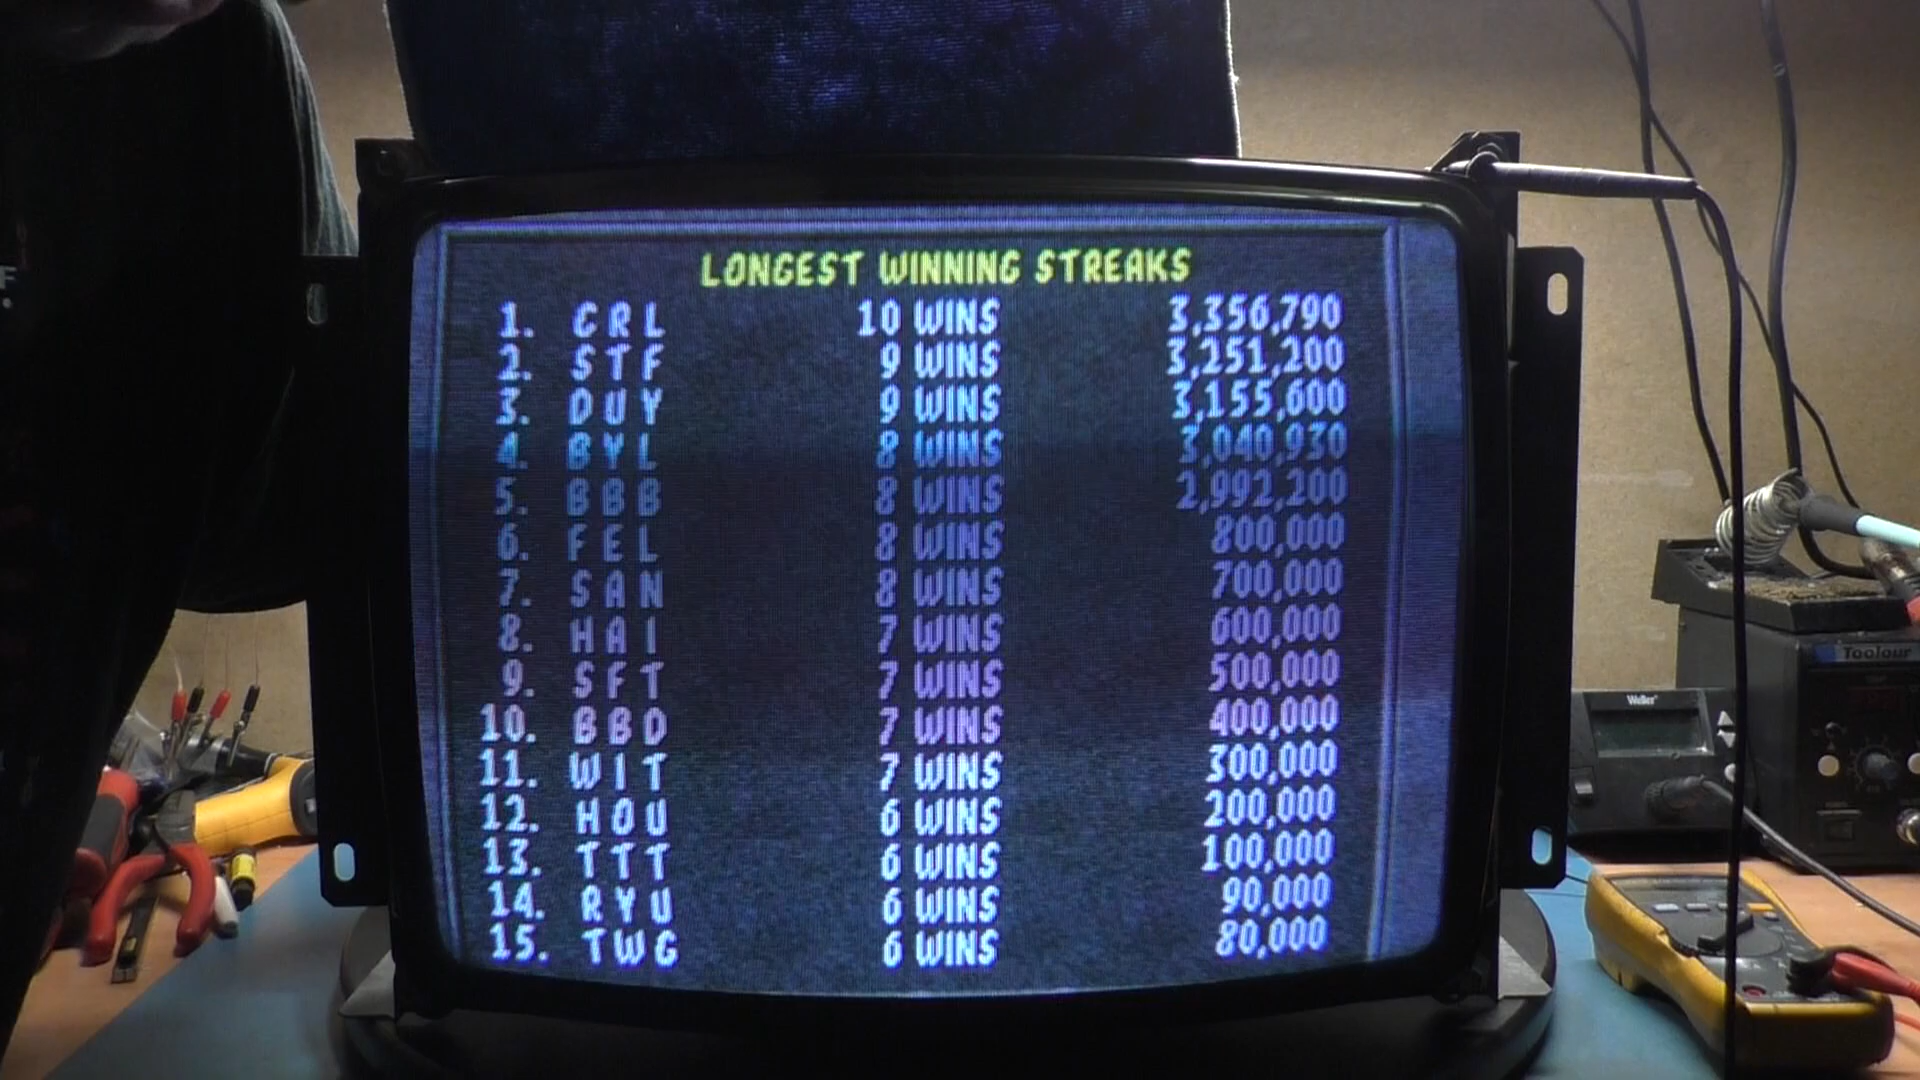 LONGEST WINNING STREAKS
1. CRL 10 WINS 3,356,790
2. STF 9 WINS 3,251,200
3. DUY 9 WINS 3,155,600
4. BYL 8 WINS 3,040,930
5. BBB 8 WINS 2,992,200
6. FEL 8 WINS 800,000
7. SAN 8 WINS 700,000
8. HAI 7 WINS 600,000
9. SFT 7 WINS 500,000
10. BBD 7 WINS 400,000
11. WIT 7 WINS 300,000
12. HOU 6 WINS 200,000
13. TTT 6 WINS 100,000
14. RYU 6 WINS 90,000
15. TWG 6 WINS 80,000
Toolour
Weller
F